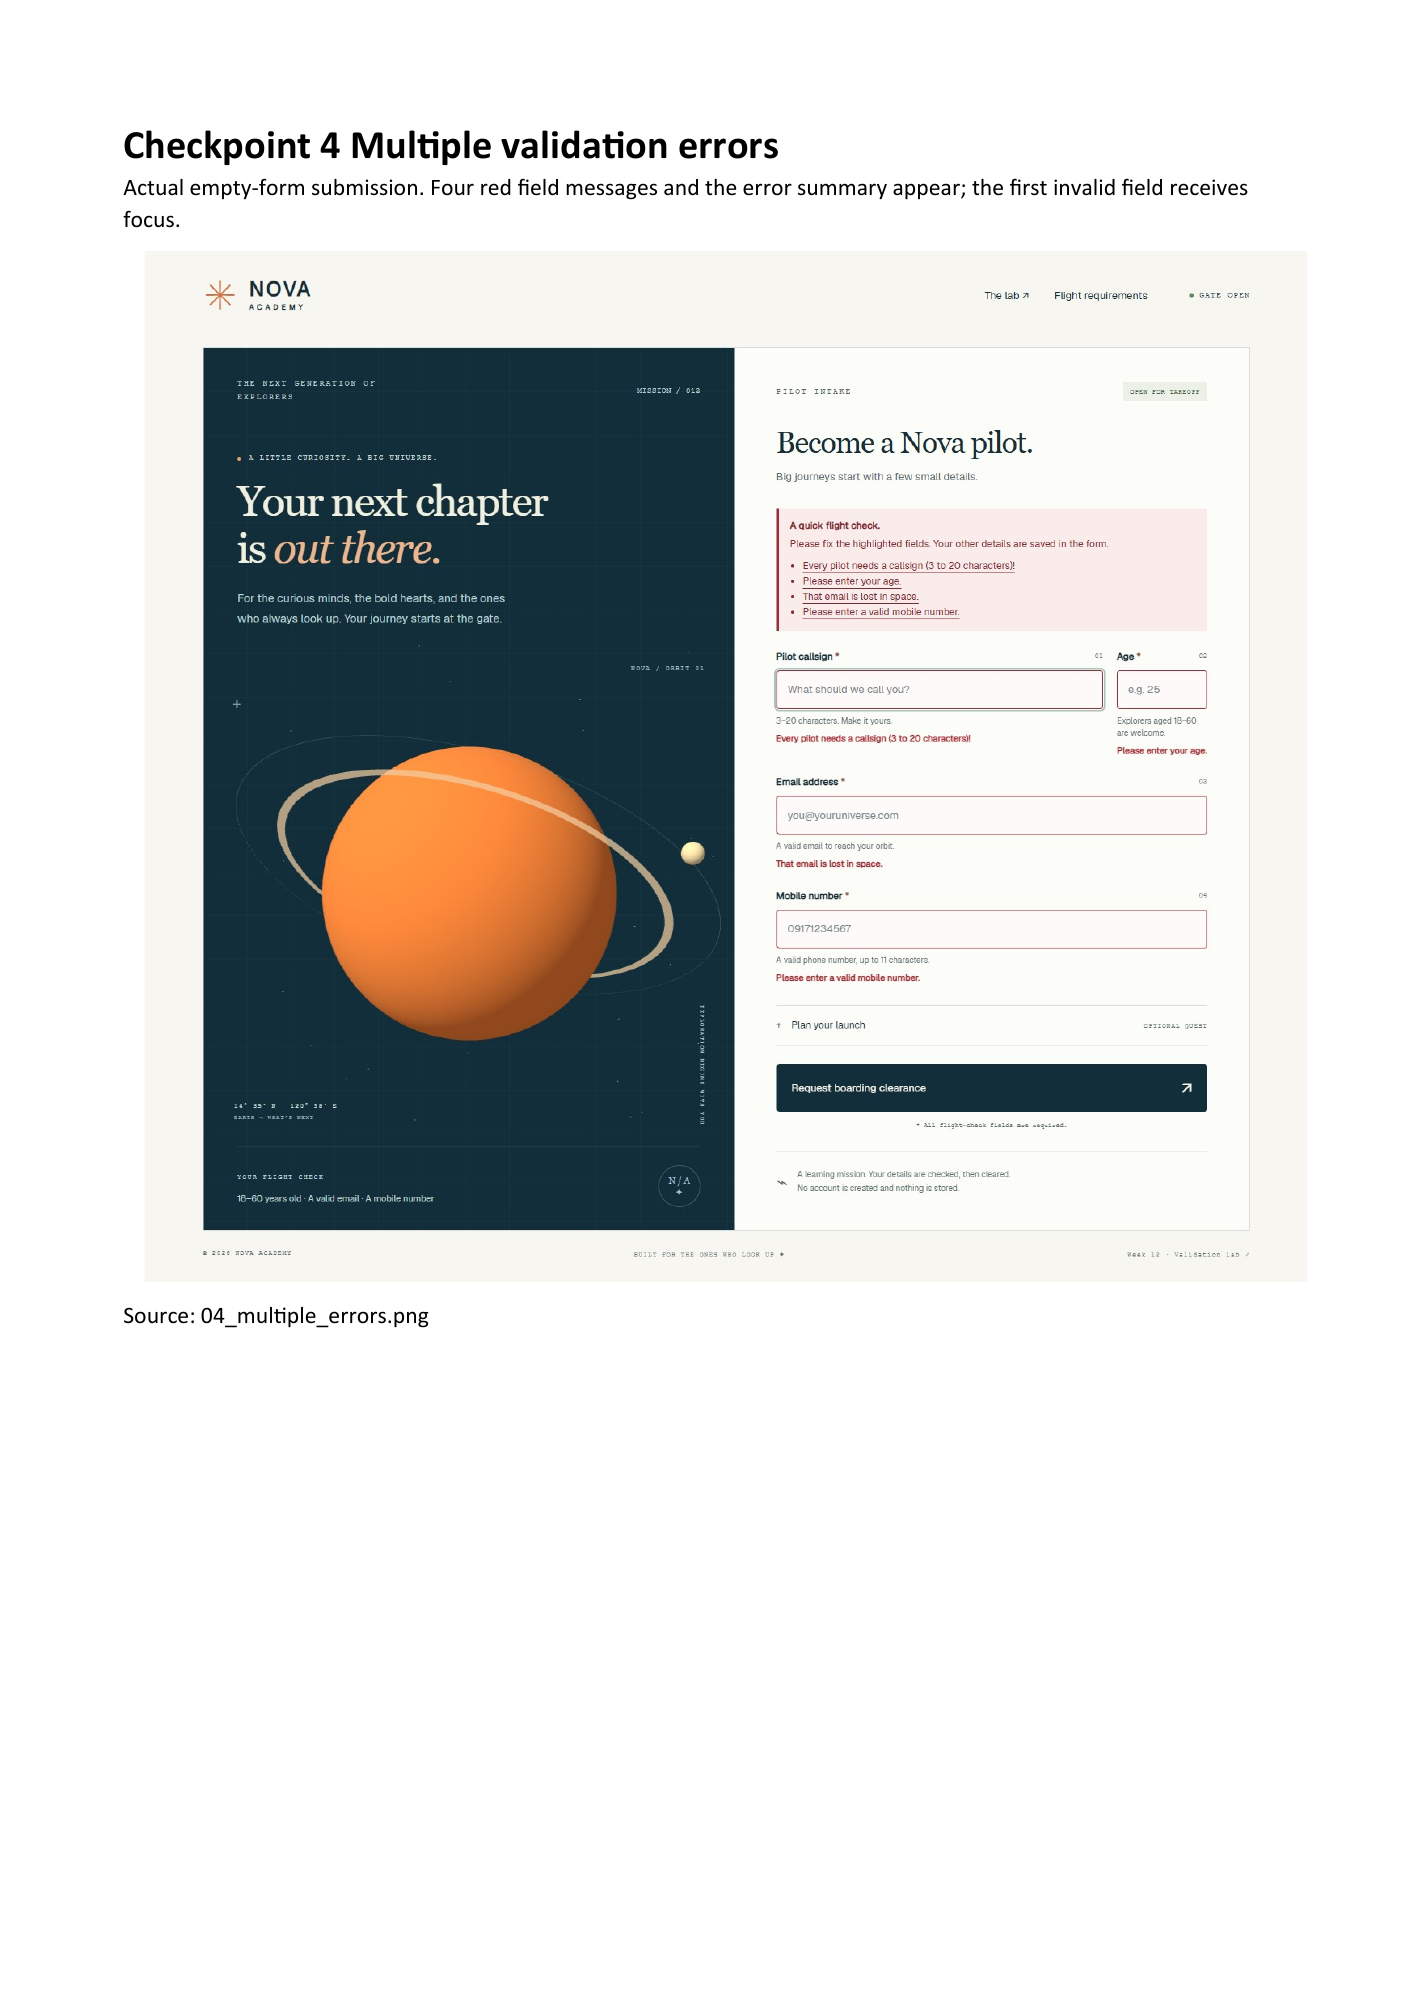 Checkpoint 4 Multiple validation errors
Actual empty-form submission. Four red field messages and the error summary appear; the first invalid field receives
focus.
NOVA
ACADEMY
The lab ↗
Flight requirements
GATE OPEN
THE NEXT GENERATION OF
EXPLORERS
MISSION / 012
A LITTLE CURIOSITY. A BIG UNIVERSE.
Your next chapter
is out there.
For the curious minds, the bold hearts, and the ones
who always look up. Your journey starts at the gate.
NOVA / ORBIT 01
EXPLORATION BEGINS WITH YOU
14° 35' N 120° 58' E
EARTH → WHAT'S NEXT
YOUR FLIGHT CHECK
18–60 years old · A valid email · A mobile number
N/A
PILOT INTAKE
OPEN FOR TAKEOFF
Become a Nova pilot.
Big journeys start with a few small details.
A quick flight check.
Please fix the highlighted fields. Your other details are saved in the form.
• Every pilot needs a callsign (3 to 20 characters)!
• Please enter your age.
• That email is lost in space.
• Please enter a valid mobile number.
Pilot callsign *
01
What should we call you?
3–20 characters. Make it yours.
Every pilot needs a callsign (3 to 20 characters)!
Age *
02
e.g. 25
Explorers aged 18–60
are welcome.
Please enter your age.
Email address *
03
you@youruniverse.com
A valid email to reach your orbit.
That email is lost in space.
Mobile number *
04
09171234567
A valid phone number, up to 11 characters.
Please enter a valid mobile number.
Plan your launch
OPTIONAL QUEST
Request boarding clearance ↗
* All flight-check fields are required.
A learning mission. Your details are checked, then cleared.
No account is created and nothing is stored.
© 2026 NOVA ACADEMY
BUILT FOR THE ONES WHO LOOK UP ✦
Week 12 · Validation lab ↗
Source: 04_multiple_errors.png